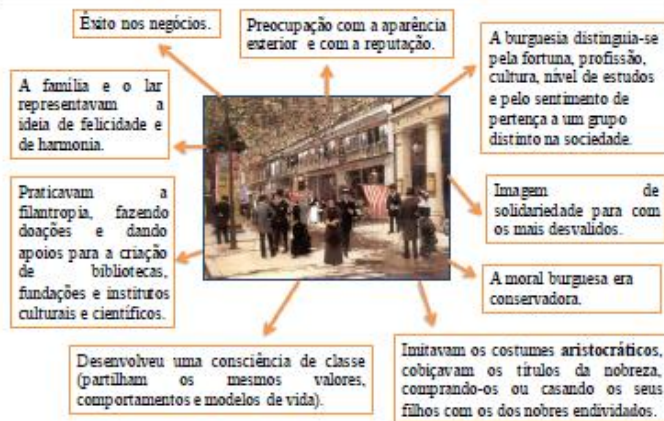 Êxito nos negócios.
Preocupação com a aparência
exterior e com a reputação.
A burguesia distinguia-se
pela fortuna, profissão,
cultura, nível de estudos
e pelo sentimento de
pertença a um grupo
distinto na sociedade.
A família e o lar
representavam a
ideia de felicidade e
de harmonia.
Praticavam a
filantropia, fazendo
doações e dando
apoios para a criação
de bibliotecas,
fundações e institutos
culturais e científicos.
Imagem de
solidariedade para com
os mais desvalidos.
A moral burguesa era
conservadora.
Desenvolveu uma consciência de classe
(partilham os mesmos valores,
comportamentos e modelos de vida).
Imitavam os costumes aristocráticos,
cobiçavam os títulos da nobreza,
comprando-os ou casando os seus
filhos com os dos nobres endividados.